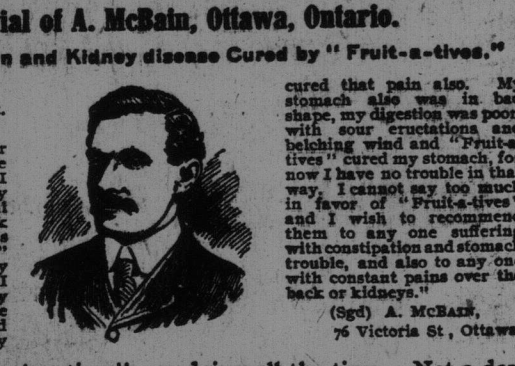 ial of A. McBain, Ottawa, Ontario.
n and Kidney disease Cured by "Fruit-a-tives."
cured that pain also. My
stomach also was in bad
shape, my digestion was poor
with sour eructations and
belching wind and "Fruit-a-
tives" cured my stomach, for
now I have no trouble in that
way. I cannot say too much
in favor of "Fruit-a-tives"
and I wish to recommend
them to any one suffering
with constipation and stomach
trouble, and also to any one
with constant pains over the
back or kidneys."
(Sgd) A. McBAIN,
76 Victoria St, Ottawa